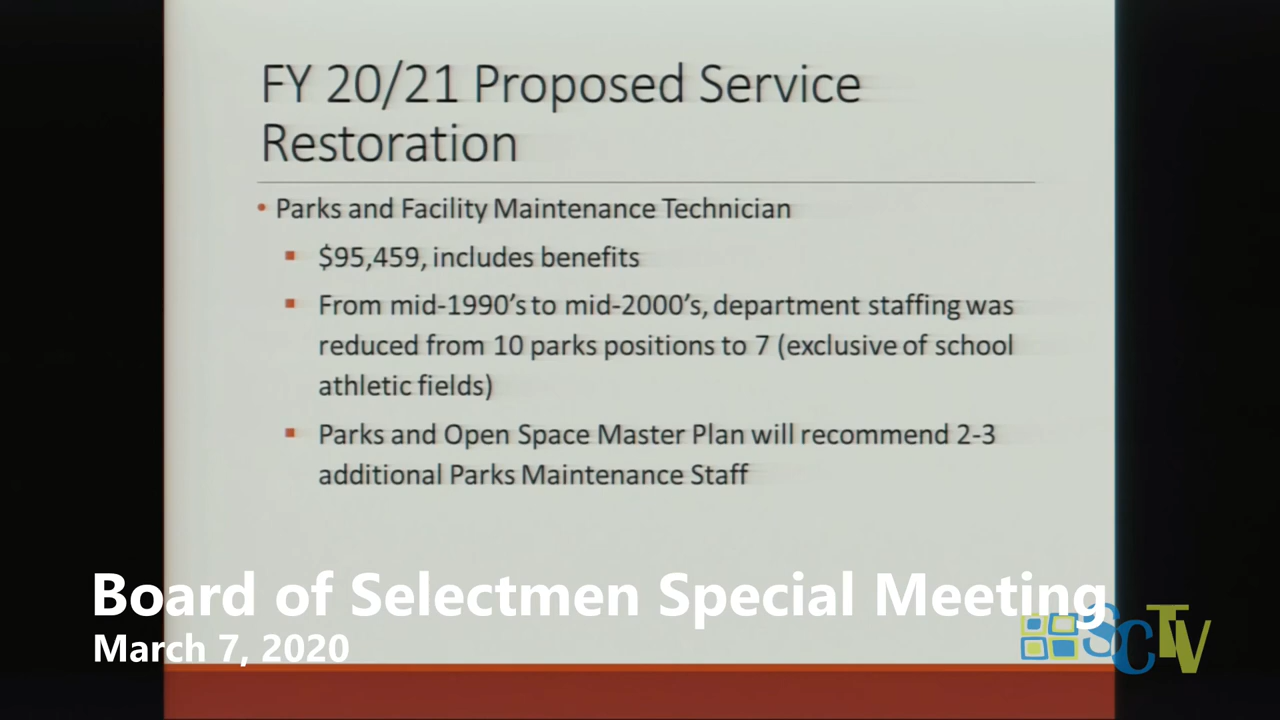 FY 20/21 Proposed Service
Restoration
• Parks and Facility Maintenance Technician
▪ $95,459, includes benefits
▪ From mid-1990’s to mid-2000’s, department staffing was
reduced from 10 parks positions to 7 (exclusive of school
athletic fields)
▪ Parks and Open Space Master Plan will recommend 2-3
additional Parks Maintenance Staff
Board of Selectmen Special Meeting
March 7, 2020
SCTV